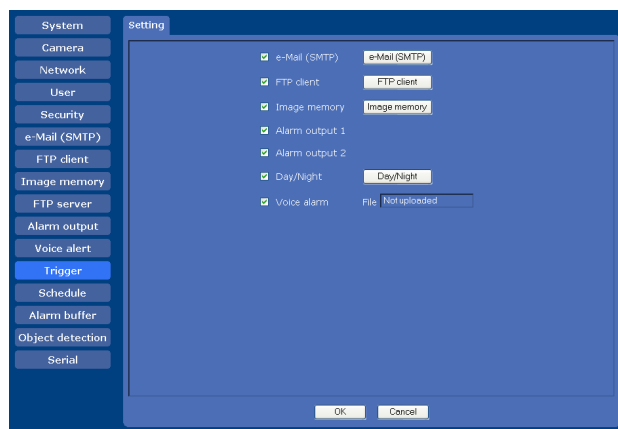 System
Camera
Network
User
Security
e-Mail (SMTP)
FTP client
Image memory
FTP server
Alarm output
Voice alert
Trigger
Schedule
Alarm buffer
Object detection
Serial
Setting
e-Mail (SMTP) e-Mail (SMTP)
FTP client FTP client
Image memory Image memory
Alarm output 1
Alarm output 2
Day/Night Day/Night
Voice alarm File Not uploaded
OK Cancel